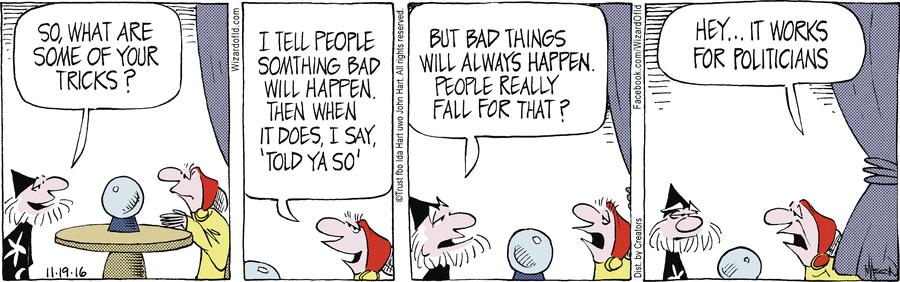 SO, WHAT ARE
SOME OF YOUR
TRICKS?
11·19·16
Wizardofid.com
I TELL PEOPLE
SOMTHING BAD
WILL HAPPEN.
THEN WHEN
IT DOES, I SAY,
'TOLD YA SO'
©Trust fbo Ida Hart uwo John Hart. All rights reserved.
BUT BAD THINGS
WILL ALWAYS HAPPEN.
PEOPLE REALLY
FALL FOR THAT?
Facebook.com/WizardOfId
Dist. by Creators
HEY... IT WORKS
FOR POLITICIANS